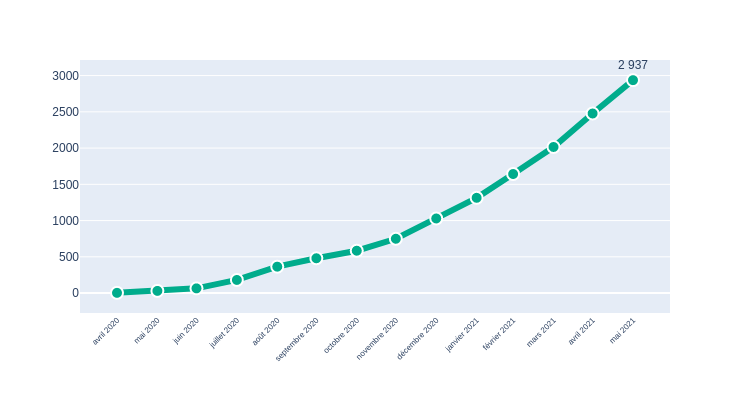 2 937
3000
2500
2000
1500
1000
500
0
avril 2020
mai 2020
juin 2020
juillet 2020
août 2020
septembre 2020
octobre 2020
novembre 2020
décembre 2020
janvier 2021
février 2021
mars 2021
avril 2021
mai 2021